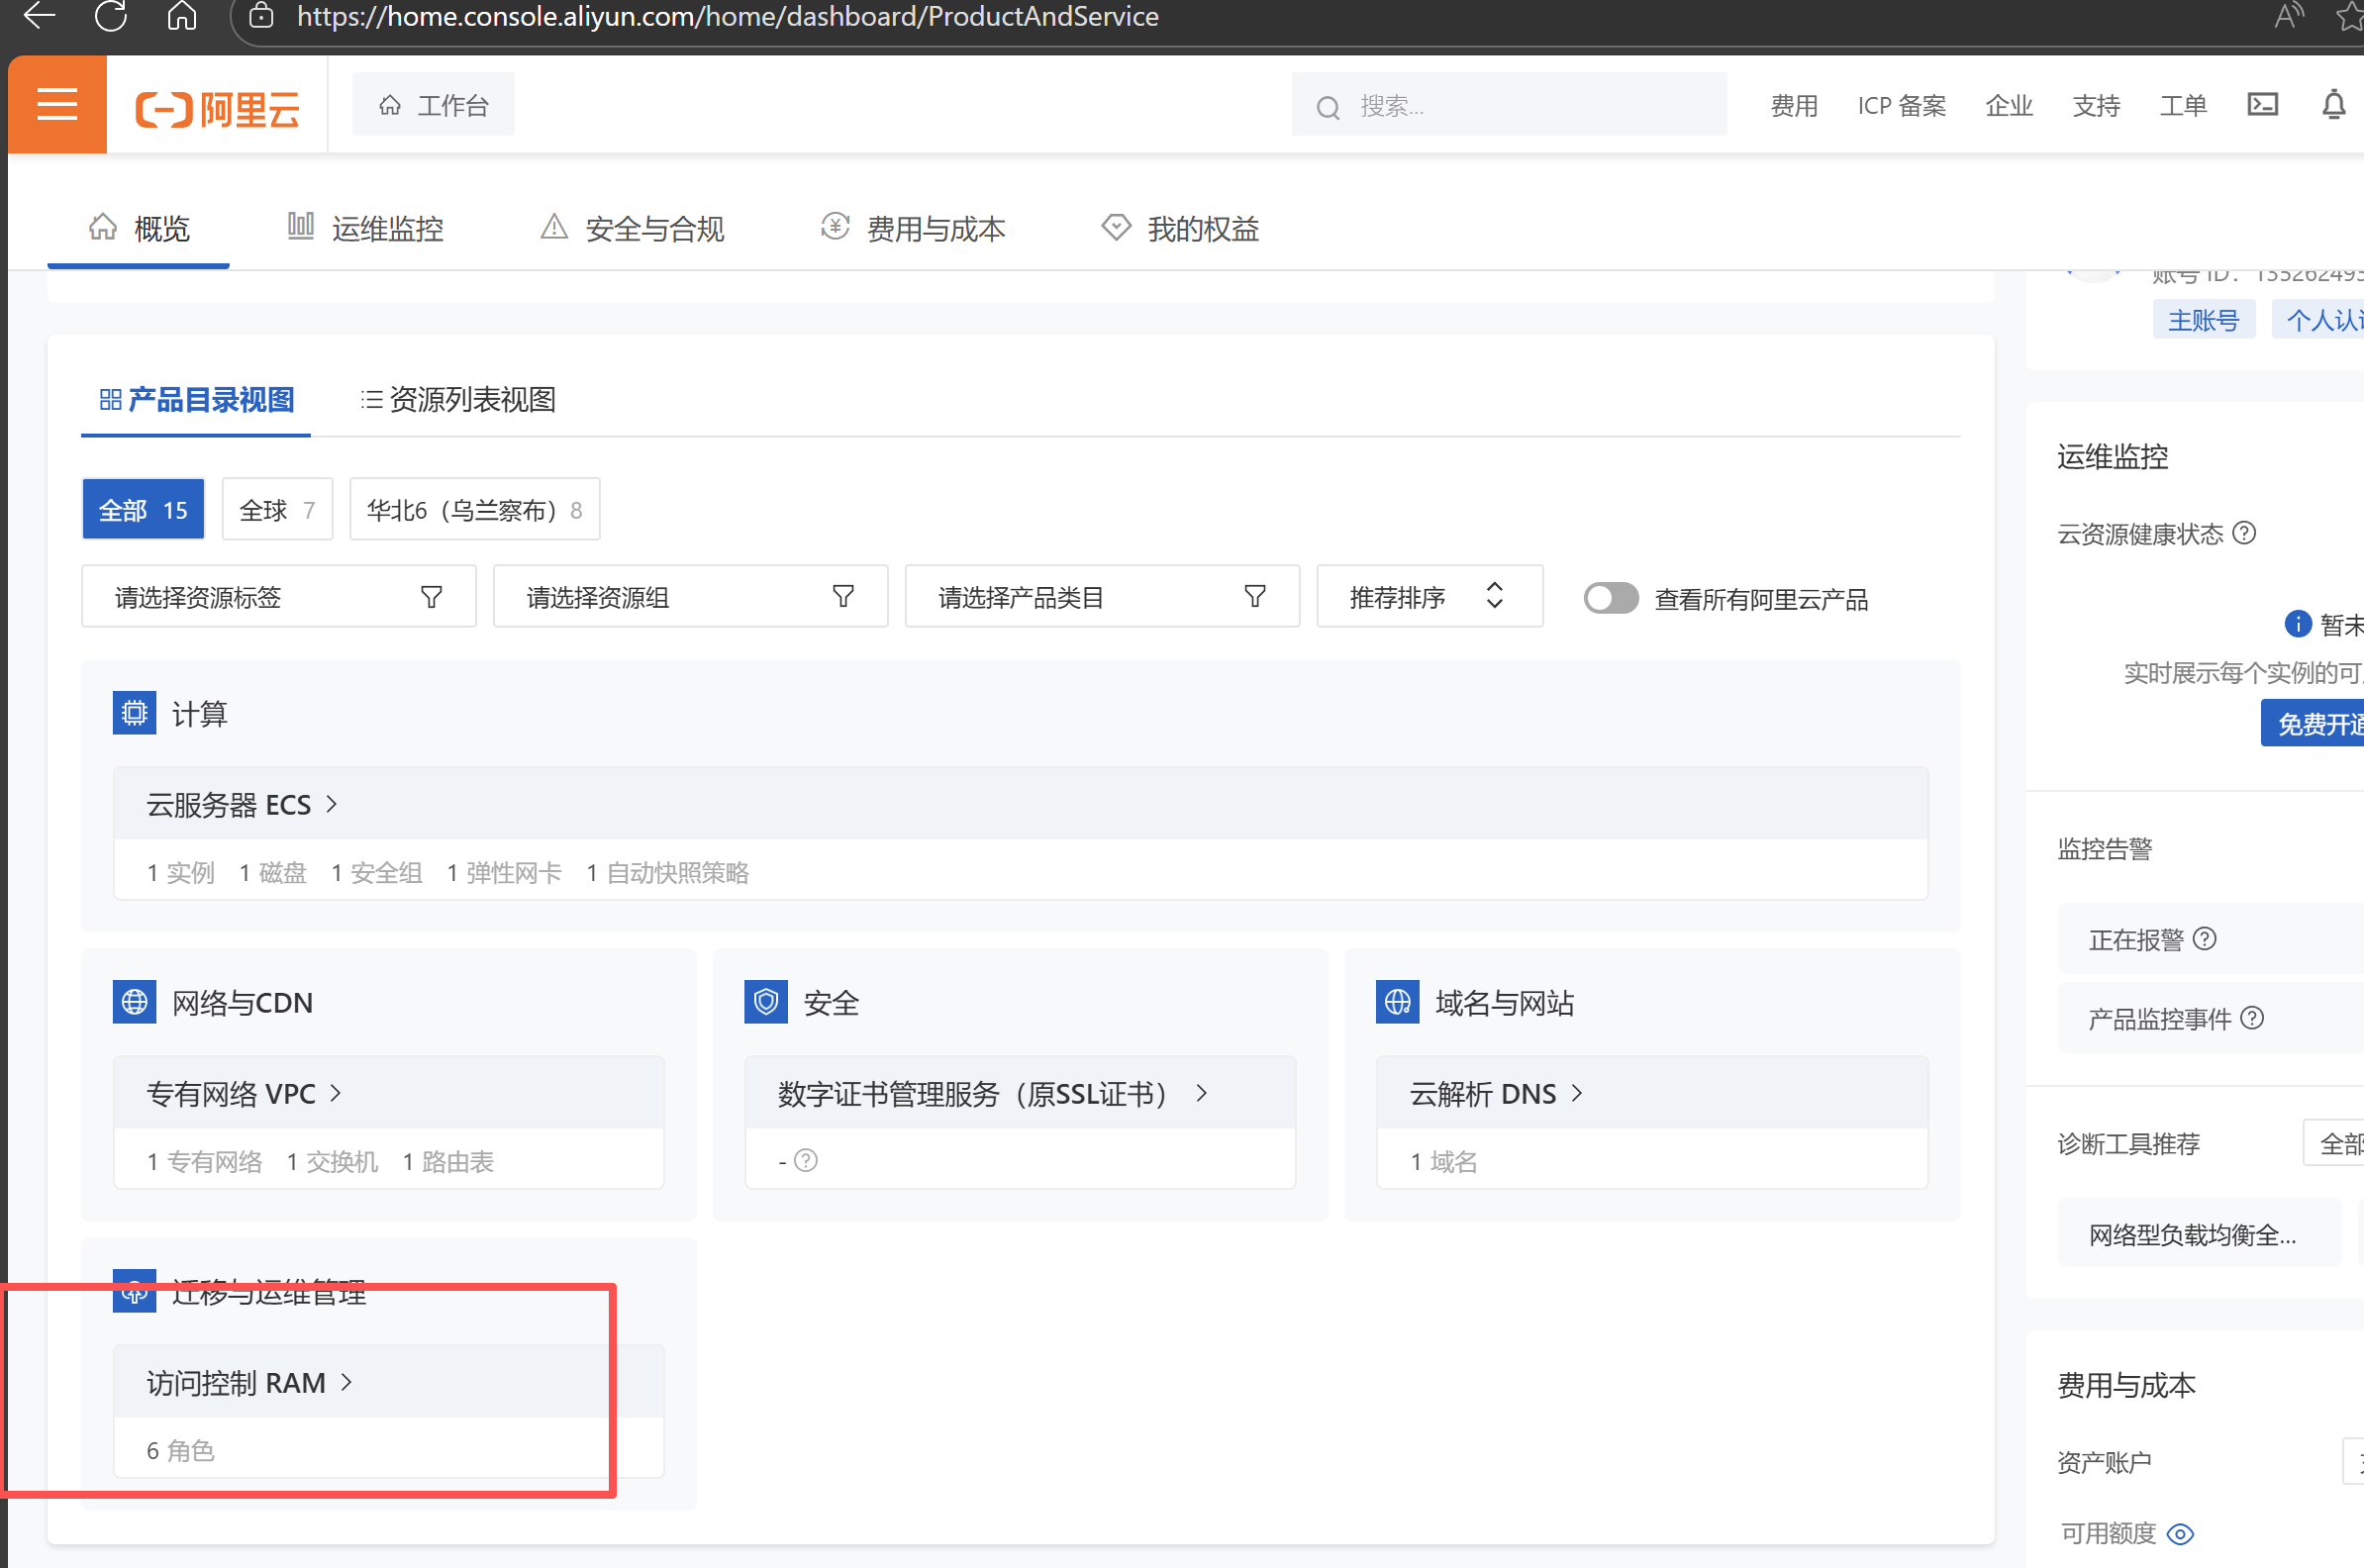 https://home.console.aliyun.com/home/dashboard/ProductAndService
阿里云
工作台
搜索...
费用
ICP 备案
企业
支持
工单
概览
运维监控
安全与合规
费用与成本
我的权益
账号 ID：
主账号
个人认
产品目录视图
资源列表视图
全部 15
全球 7
华北6（乌兰察布）8
请选择资源标签
请选择资源组
请选择产品类目
推荐排序
查看所有阿里云产品
计算
云服务器 ECS >
1 实例 1 磁盘 1 安全组 1 弹性网卡 1 自动快照策略
网络与CDN
专有网络 VPC >
1 专有网络 1 交换机 1 路由表
安全
数字证书管理服务（原SSL证书） >
-
域名与网站
云解析 DNS >
1 域名
迁移与运维管理
访问控制 RAM >
6 角色
运维监控
云资源健康状态
暂未
实时展示每个实例的可
免费开通
监控告警
正在报警
产品监控事件
诊断工具推荐
全部
网络型负载均衡全...
费用与成本
资产账户
可用额度